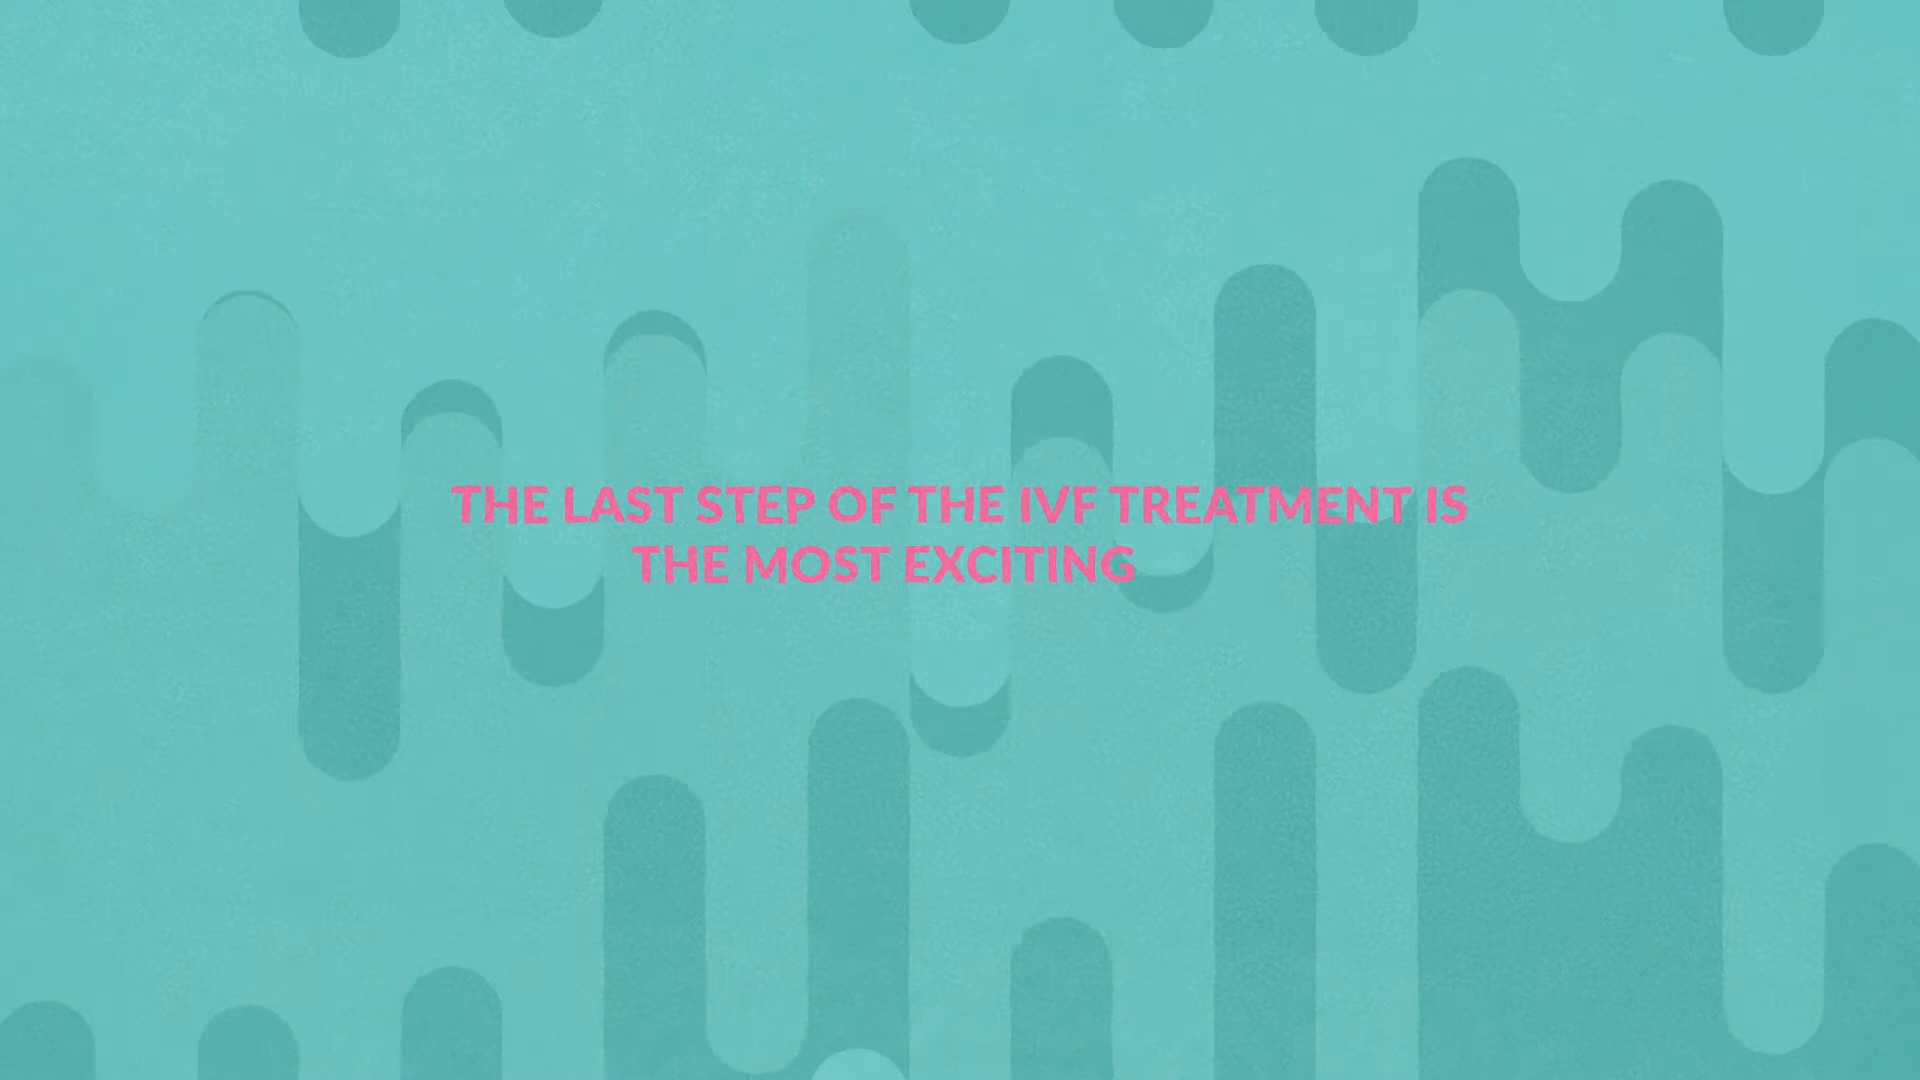 THE LAST STEP OF THE IVF TREATMENT IS
THE MOST EXCITING